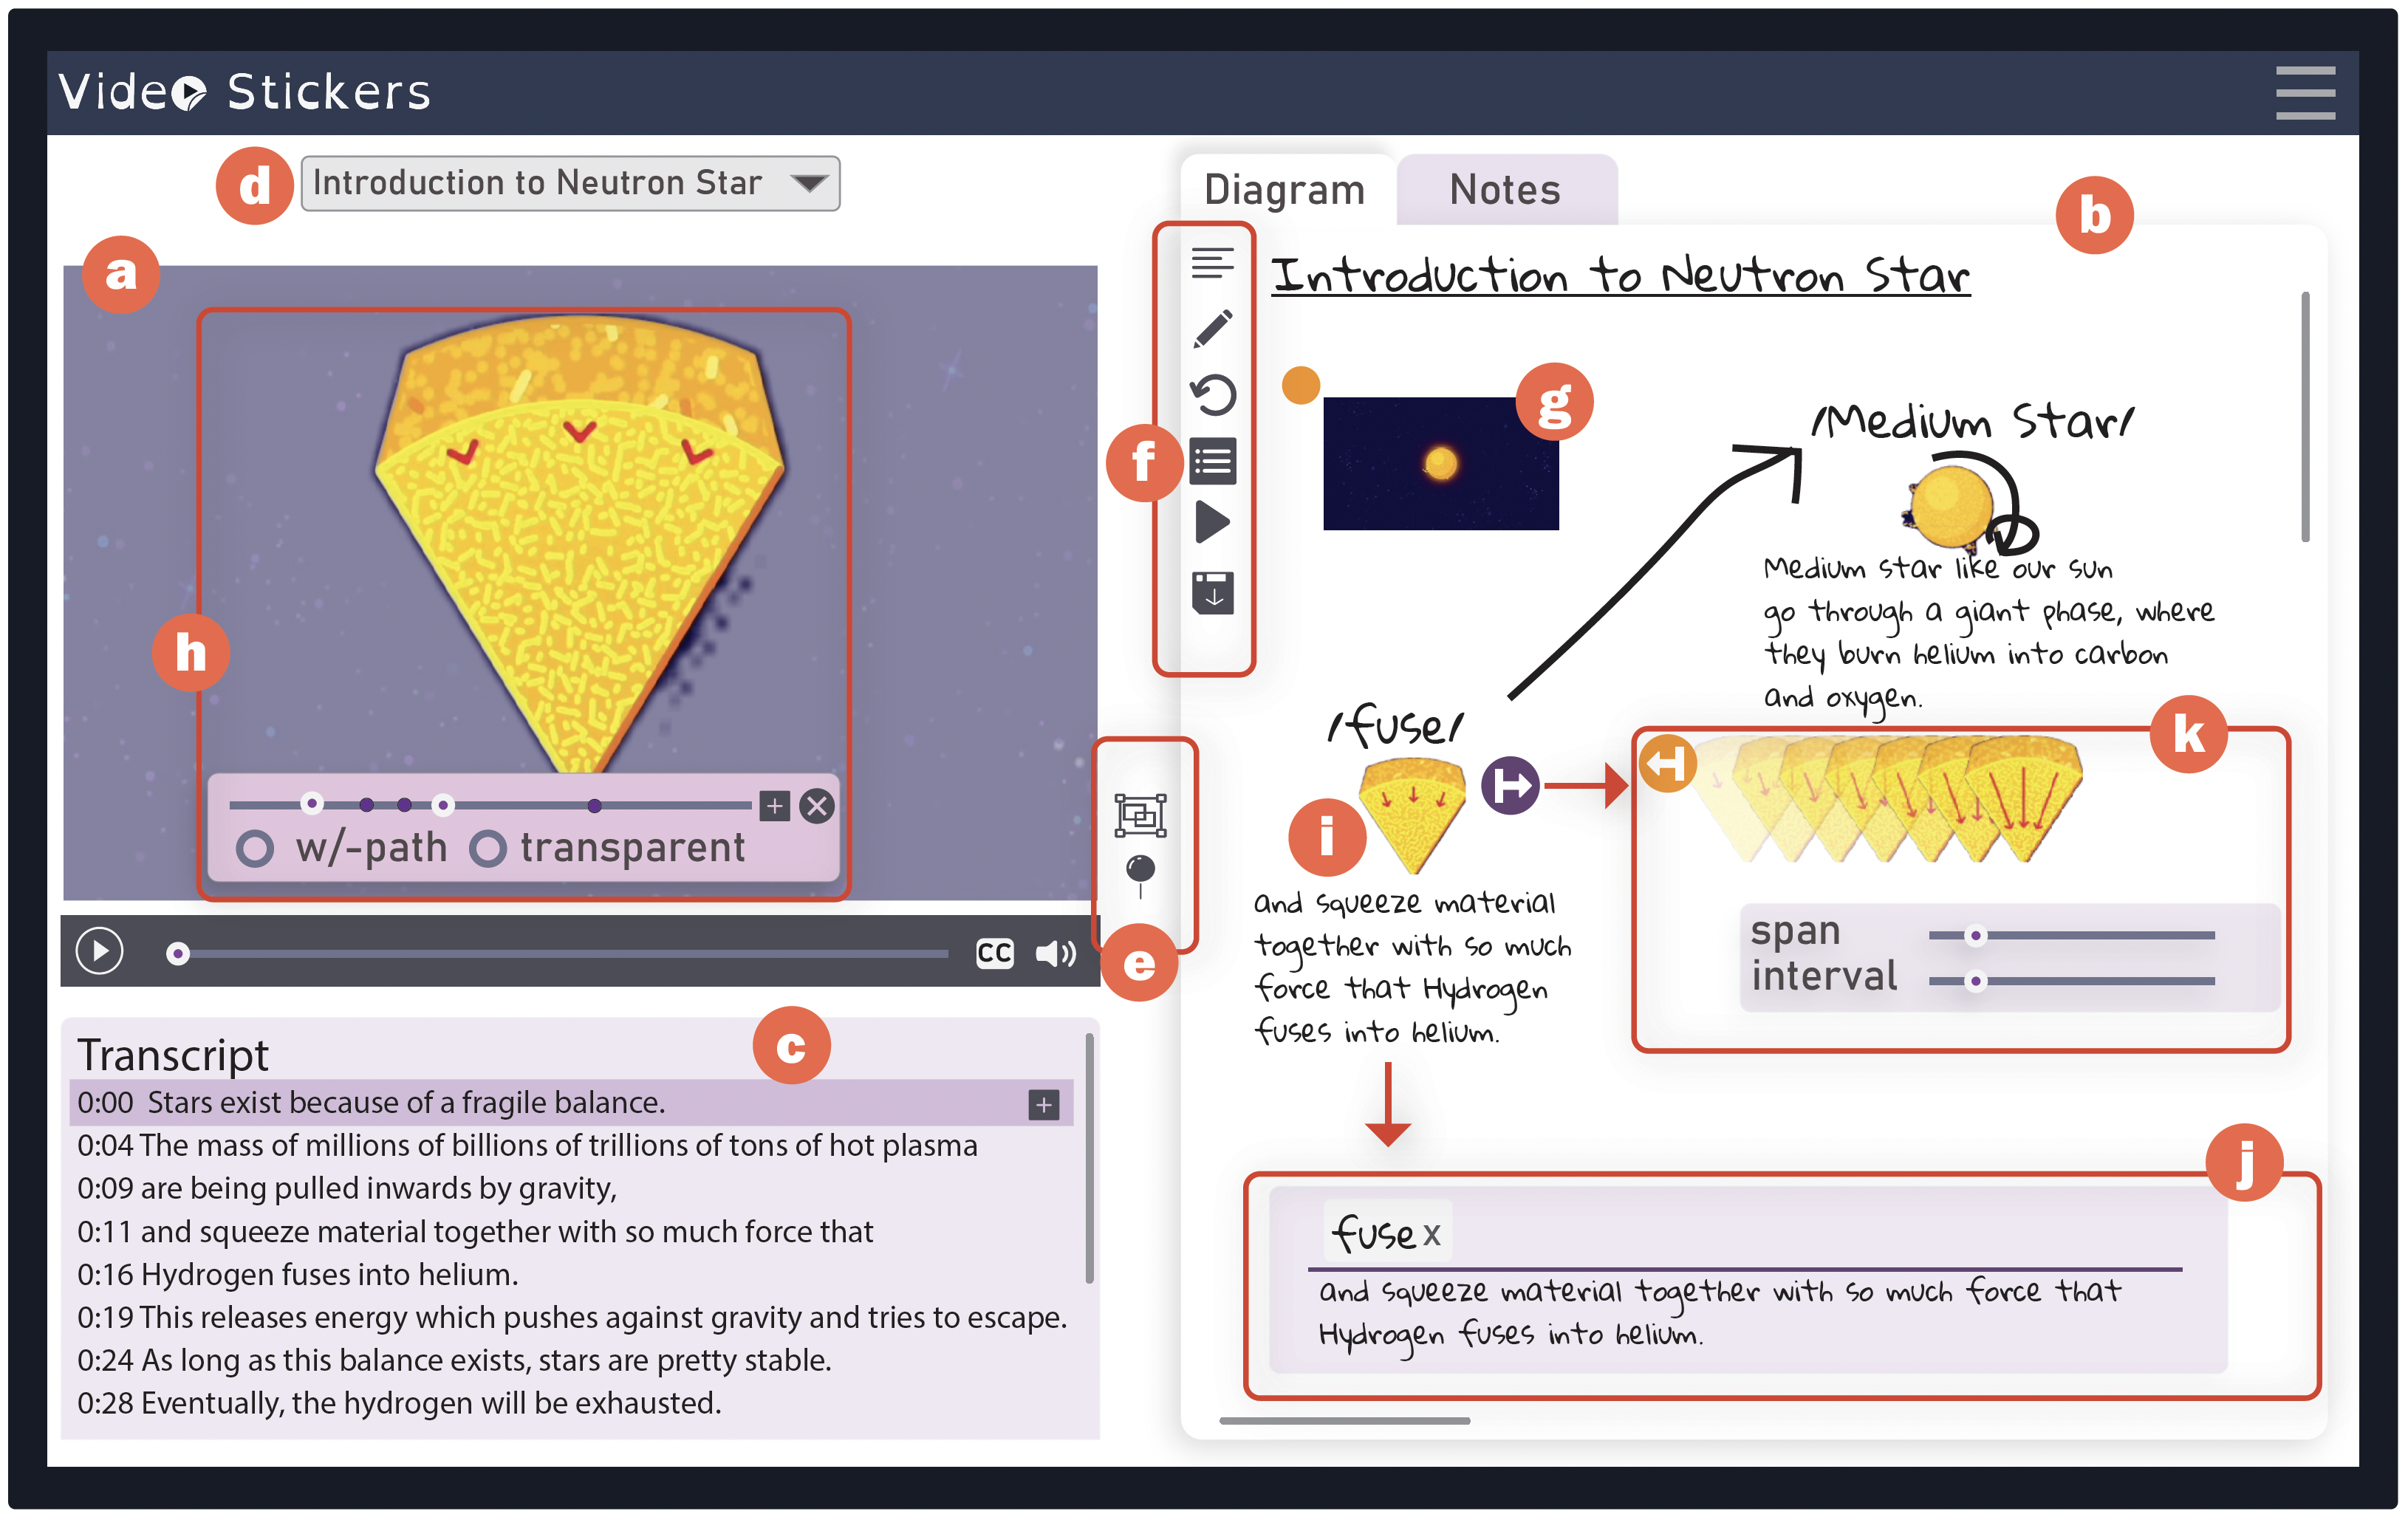 Video Stickers
d
Introduction to Neutron Star
a
h
w/-path
transparent
CC
e
c
Transcript
0:00 Stars exist because of a fragile balance.
0:04 The mass of millions of billions of trillions of tons of hot plasma
0:09 are being pulled inwards by gravity,
0:11 and squeeze material together with so much force that
0:16 Hydrogen fuses into helium.
0:19 This releases energy which pushes against gravity and tries to escape.
0:24 As long as this balance exists, stars are pretty stable.
0:28 Eventually, the hydrogen will be exhausted.
Diagram
Notes
b
f
Introduction to Neutron Star
g
/Medium Star/
Medium star like our sun
go through a giant phase, where
they burn helium into carbon
and oxygen.
/fuse/
i
and squeeze material
together with so much
force that Hydrogen
fuses into helium.
k
span
interval
j
fuse x
and squeeze material together with so much force that
Hydrogen fuses into helium.